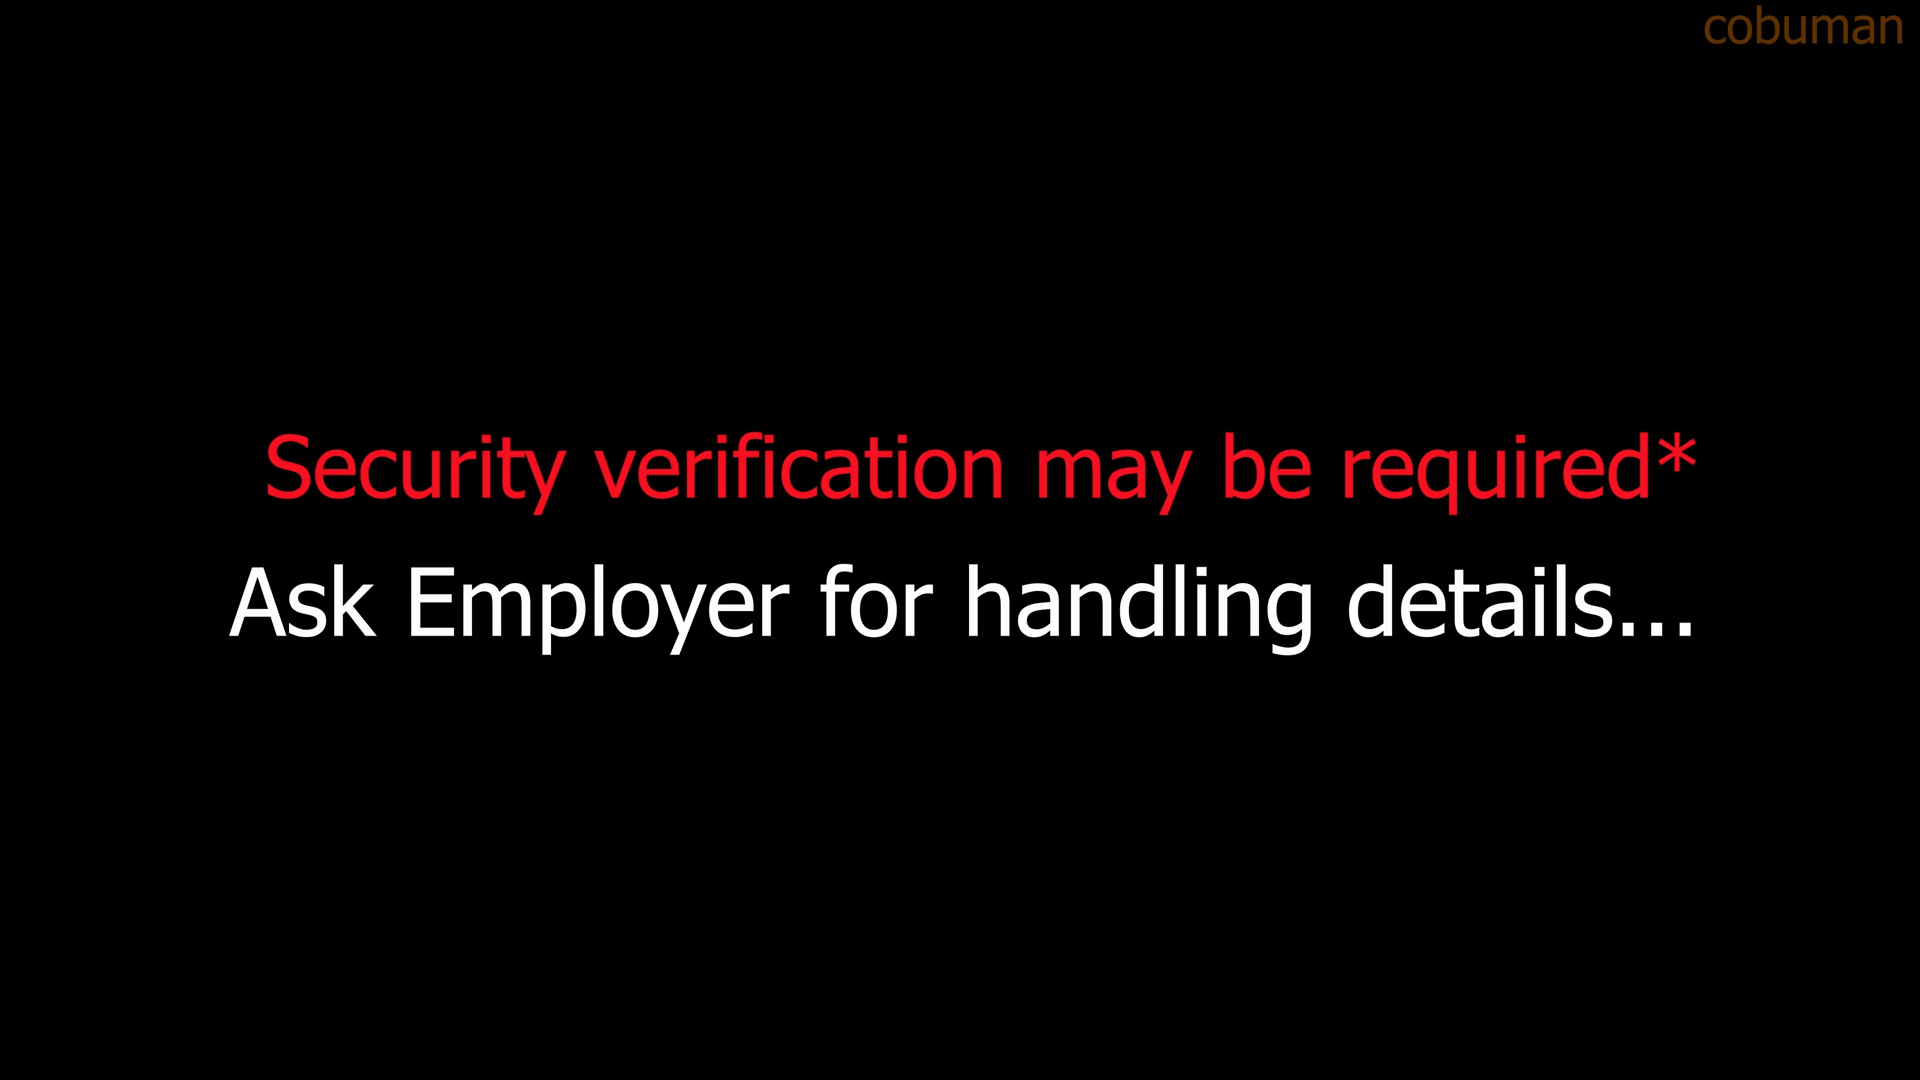 cobuman
Security verification may be required*
Ask Employer for handling details...